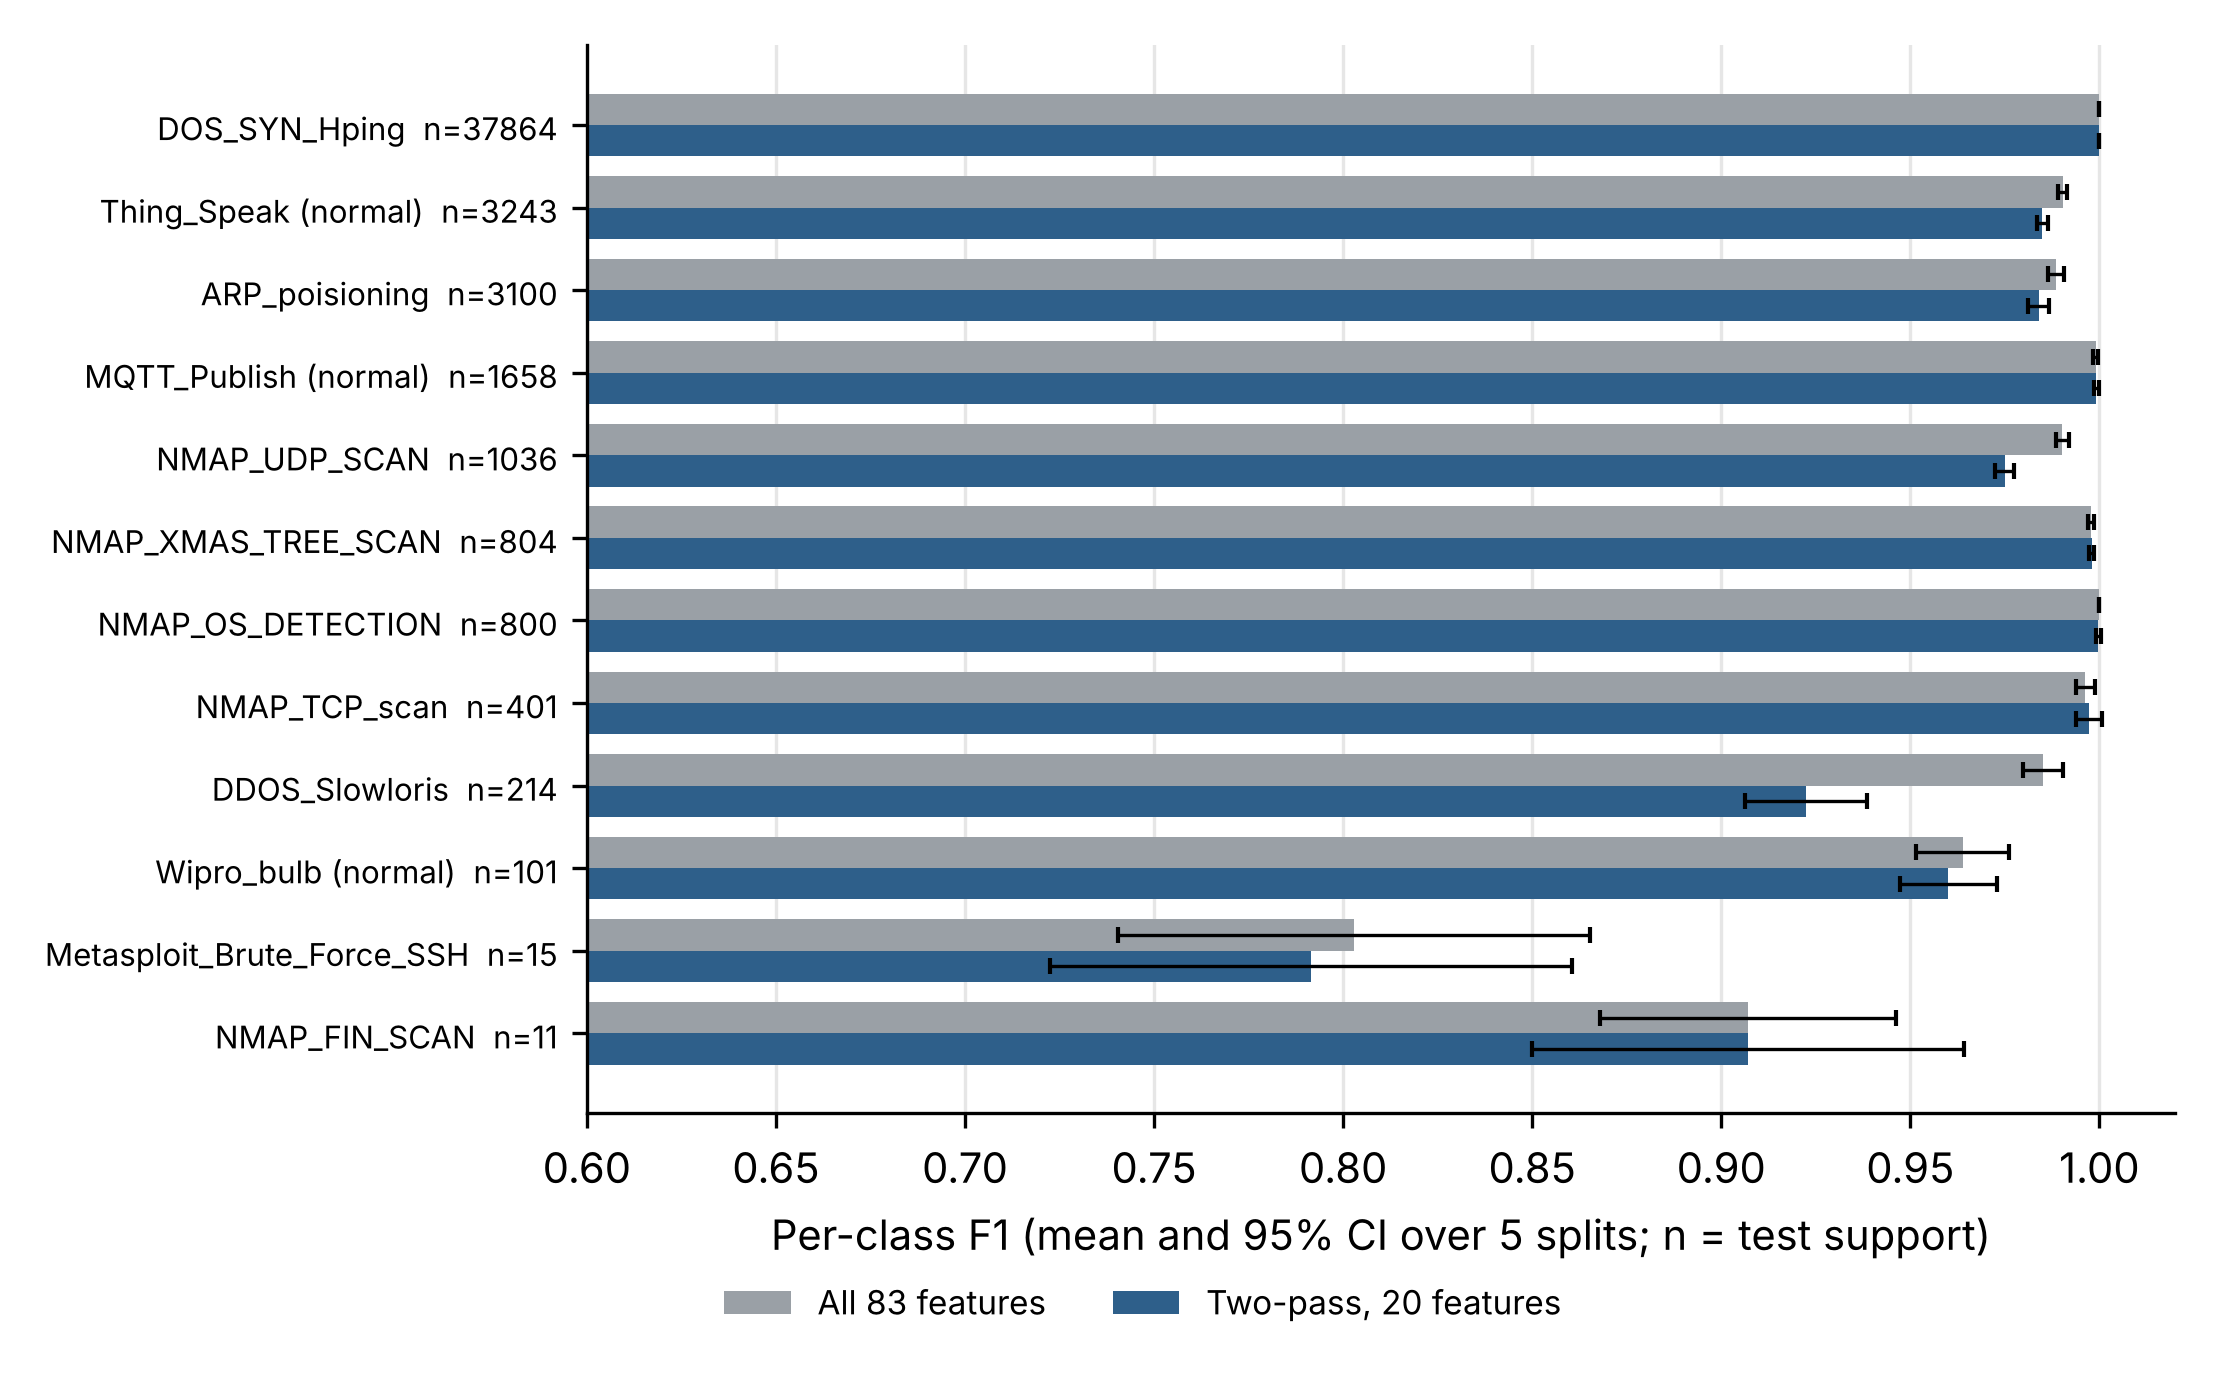 DOS_SYN_Hping n=37864
Thing_Speak (normal) n=3243
ARP_poisioning n=3100
MQTT_Publish (normal) n=1658
NMAP_UDP_SCAN n=1036
NMAP_XMAS_TREE_SCAN n=804
NMAP_OS_DETECTION n=800
NMAP_TCP_scan n=401
DDOS_Slowloris n=214
Wipro_bulb (normal) n=101
Metasploit_Brute_Force_SSH n=15
NMAP_FIN_SCAN n=11
0.60 0.65 0.70 0.75 0.80 0.85 0.90 0.95 1.00
Per-class F1 (mean and 95% CI over 5 splits; n = test support)
All 83 features Two-pass, 20 features